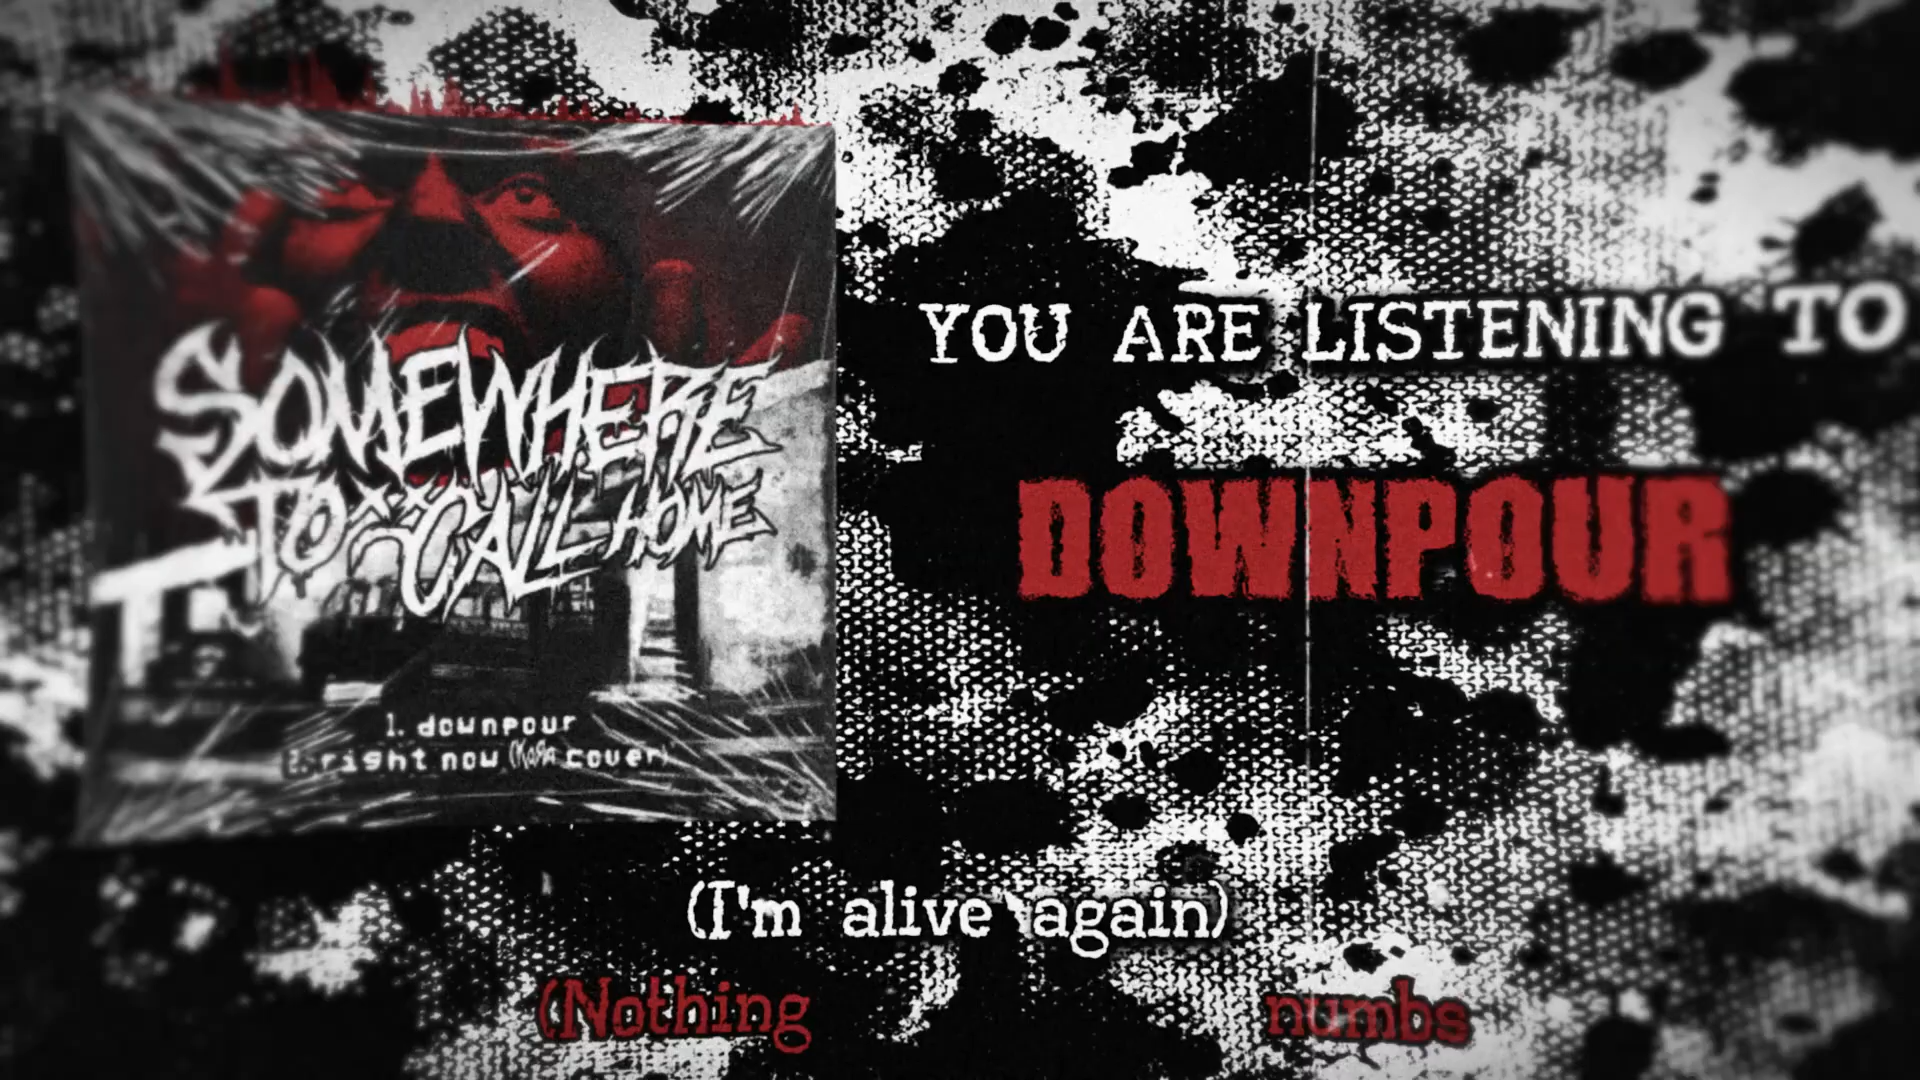 SOMEWHERE
TO CALL HOME
1. downpour
2. right now (KoЯn cover)
YOU ARE LISTENING TO
DOWNPOUR
(I'm alive again)
(Nothing numbs